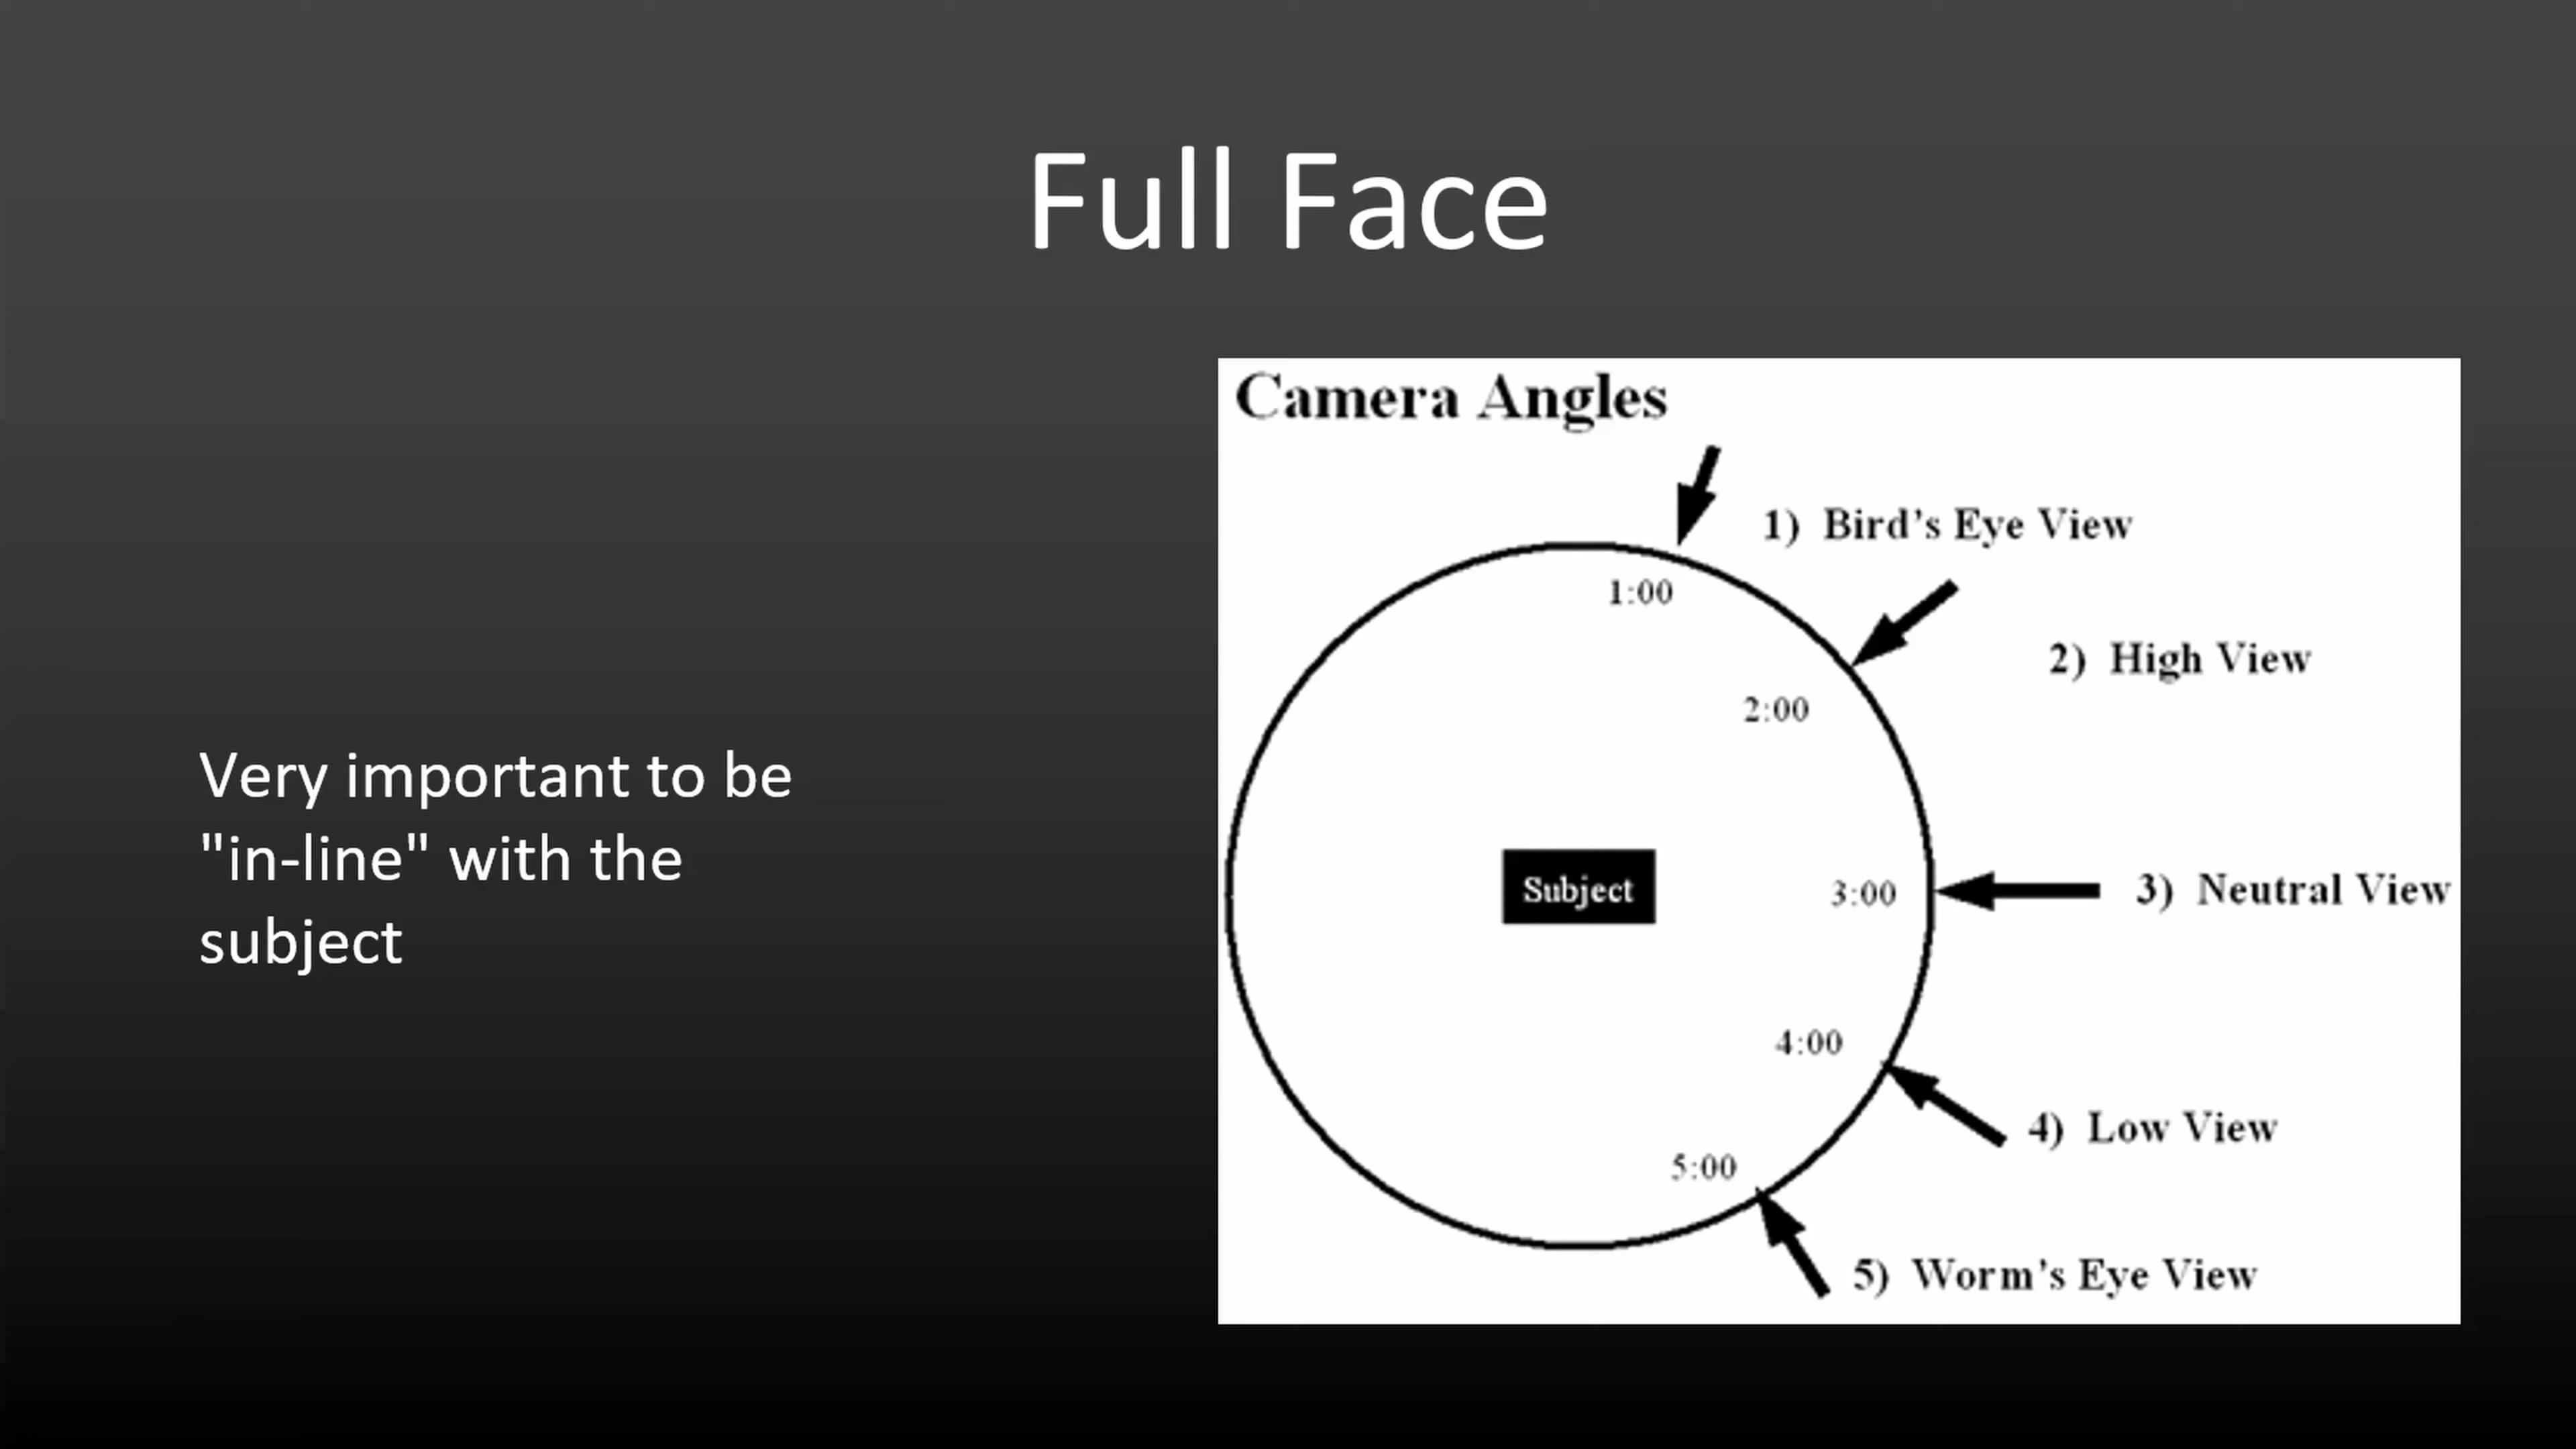 Full Face
Very important to be
"in-line" with the
subject
Camera Angles
1) Bird's Eye View
1:00
2) High View
2:00
Subject
3:00
3) Neutral View
4:00
4) Low View
5:00
5) Worm's Eye View